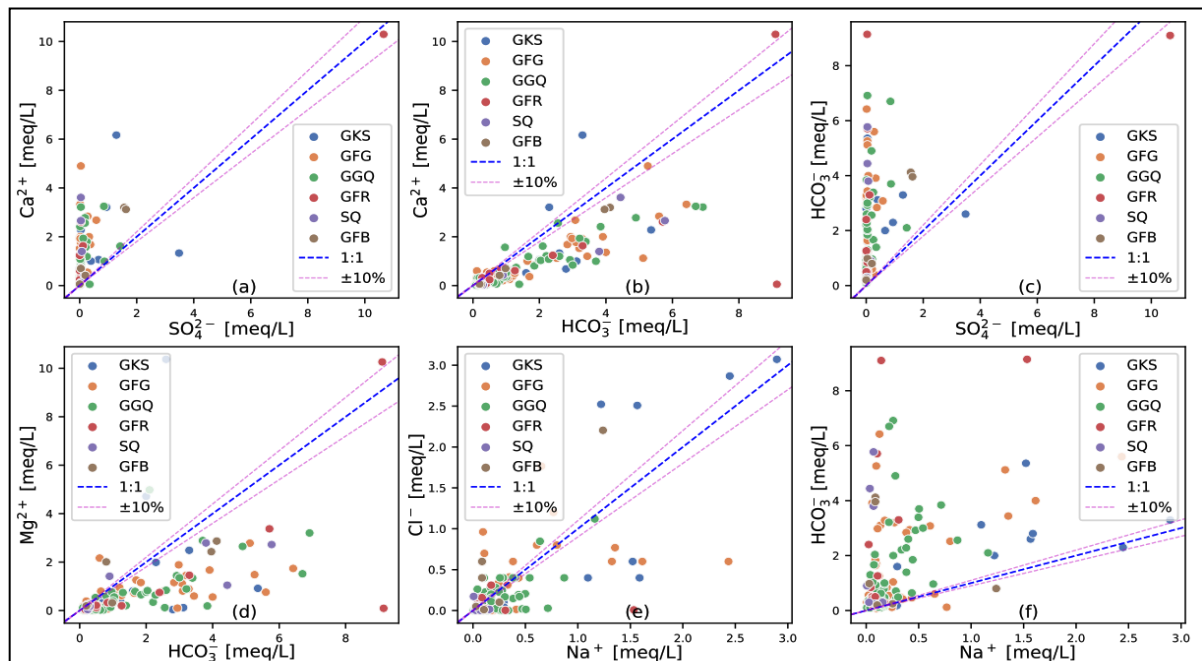 Ca²⁺ [meq/L]
10
8
6
4
2
0
GKS
GFG
GGQ
GFR
SQ
GFB
1:1
±10%
(a)
0 2 4 6 8 10
SO₄²⁻ [meq/L]
Ca²⁺ [meq/L]
10
8
6
4
2
0
GKS
GFG
GGQ
GFR
SQ
GFB
1:1
±10%
(b)
0 2 4 6 8
HCO₃⁻ [meq/L]
HCO₃⁻ [meq/L]
8
6
4
2
0
GKS
GFG
GGQ
GFR
SQ
GFB
1:1
±10%
(c)
0 2 4 6 8 10
SO₄²⁻ [meq/L]
Mg²⁺ [meq/L]
10
8
6
4
2
0
GKS
GFG
GGQ
GFR
SQ
GFB
1:1
±10%
(d)
0 2 4 6 8
HCO₃⁻ [meq/L]
Cl⁻ [meq/L]
3.0
2.5
2.0
1.5
1.0
0.5
0.0
GKS
GFG
GGQ
GFR
SQ
GFB
1:1
±10%
(e)
0.0 0.5 1.0 1.5 2.0 2.5 3.0
Na⁺ [meq/L]
HCO₃⁻ [meq/L]
8
6
4
2
0
GKS
GFG
GGQ
GFR
SQ
GFB
1:1
±10%
(f)
0.0 0.5 1.0 1.5 2.0 2.5 3.0
Na⁺ [meq/L]